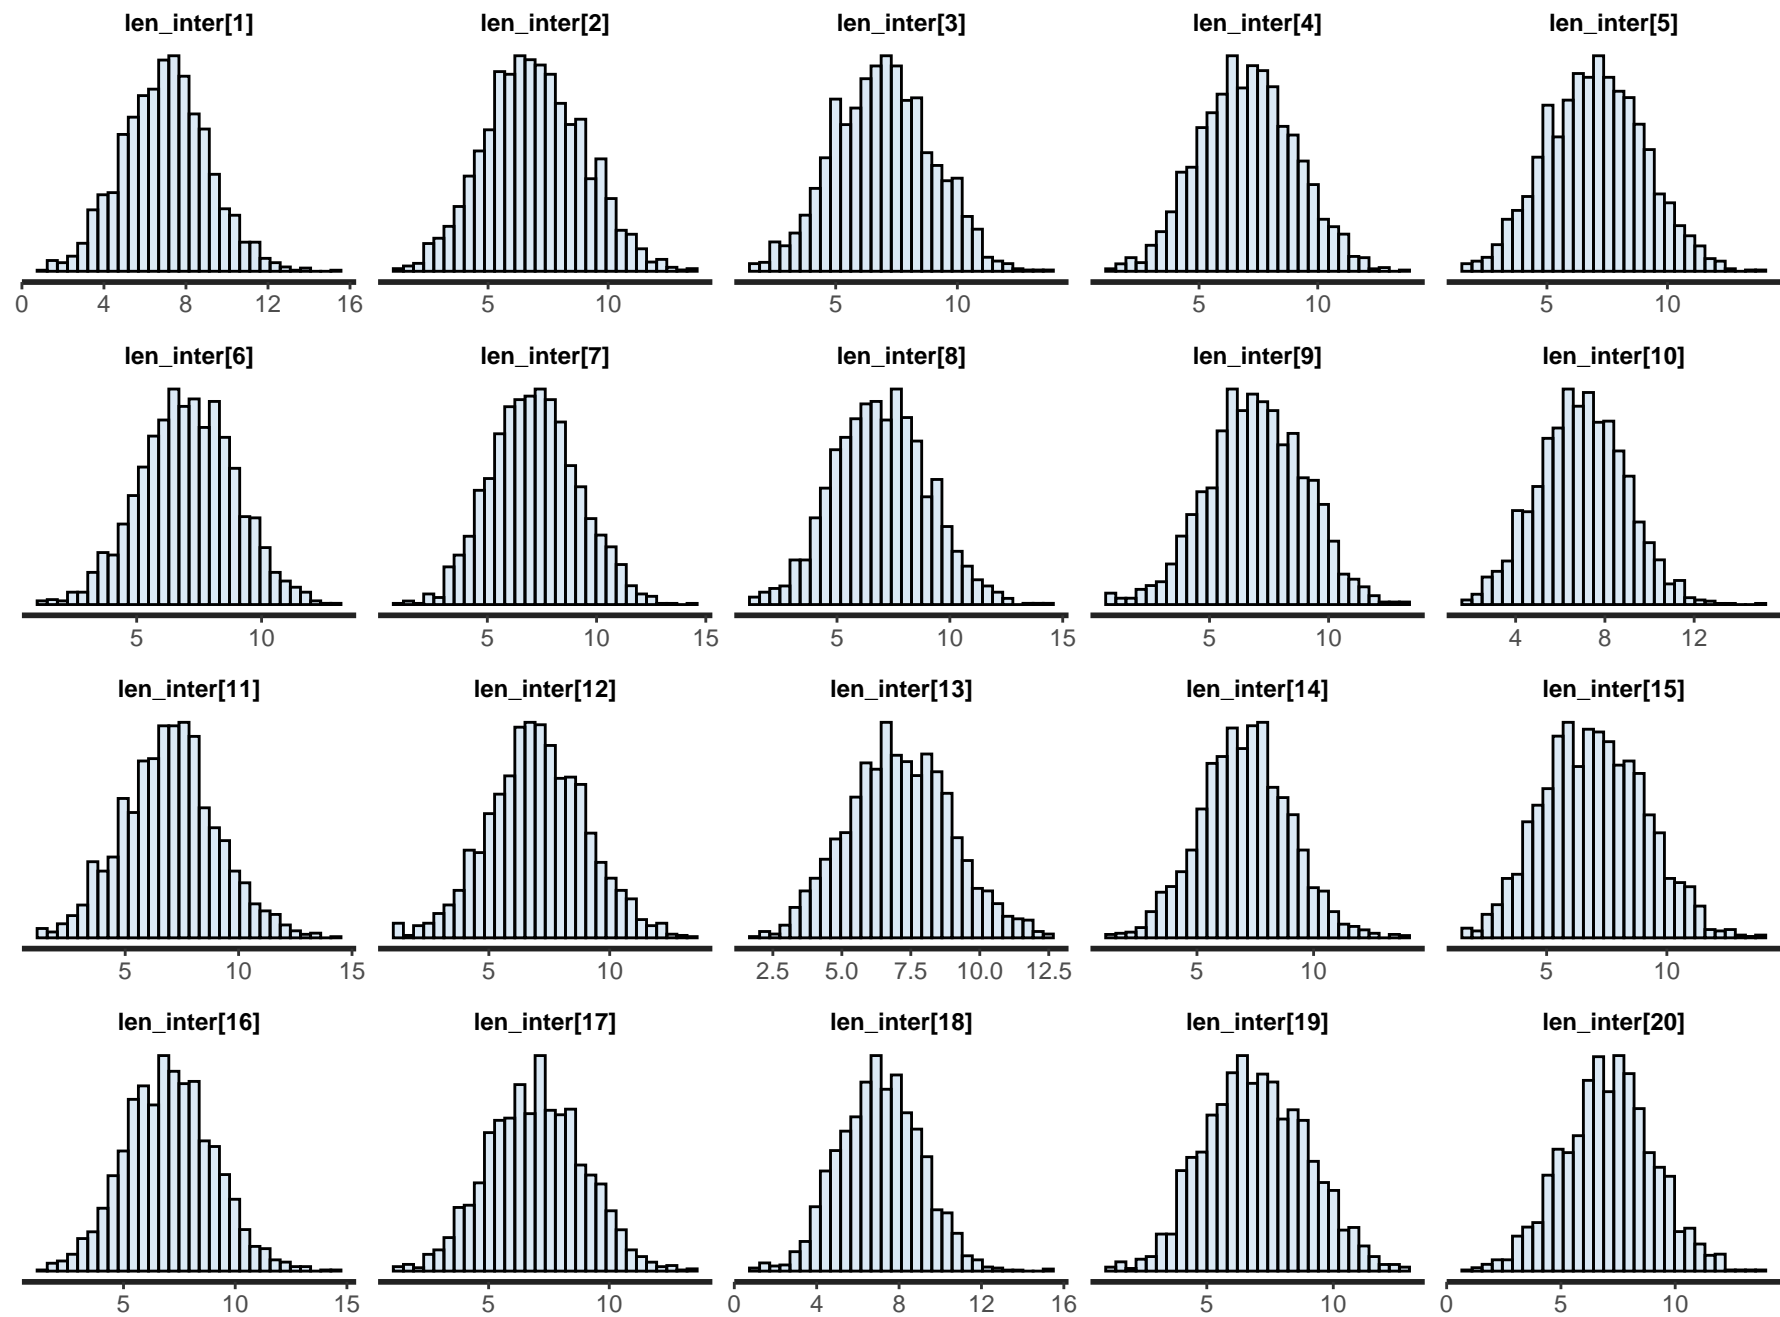 len_inter[1] len_inter[2] len_inter[3] len_inter[4] len_inter[5]
0 4 8 12 16 5 10 5 10 5 10 5 10
len_inter[6] len_inter[7] len_inter[8] len_inter[9] len_inter[10]
5 10 5 10 15 5 10 15 5 10 4 8 12
len_inter[11] len_inter[12] len_inter[13] len_inter[14] len_inter[15]
5 10 15 5 10 2.5 5.0 7.5 10.0 12.5 5 10 5 10
len_inter[16] len_inter[17] len_inter[18] len_inter[19] len_inter[20]
5 10 15 5 10 0 4 8 12 16 5 10 0 5 10